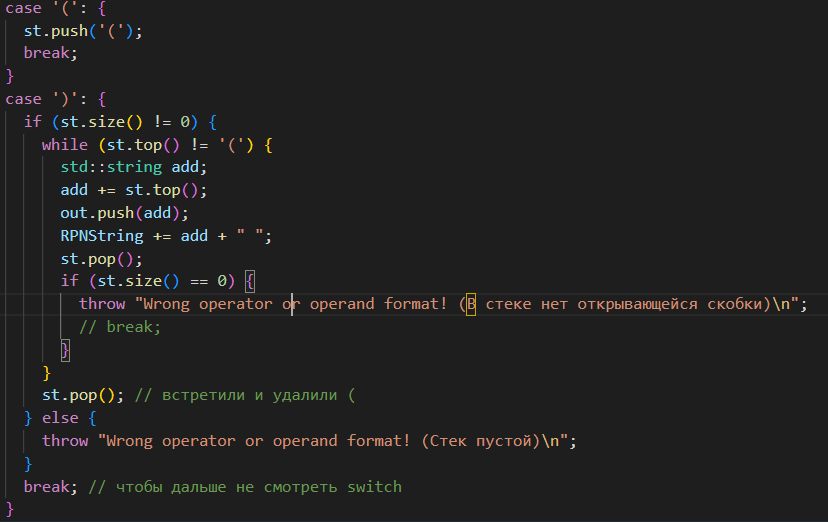 case '(': {
  st.push('(');
  break;
}
case ')': {
  if (st.size() != 0) {
    while (st.top() != '(') {
      std::string add;
      add += st.top();
      out.push(add);
      RPNString += add + " ";
      st.pop();
      if (st.size() == 0) {
        throw "Wrong operator or operand format! (В стеке нет открывающейся скобки)\n";
        // break;
      }
    }
    st.pop(); // встретили и удалили (
  } else {
    throw "Wrong operator or operand format! (Стек пустой)\n";
  }
  break; // чтобы дальше не смотреть switch
}